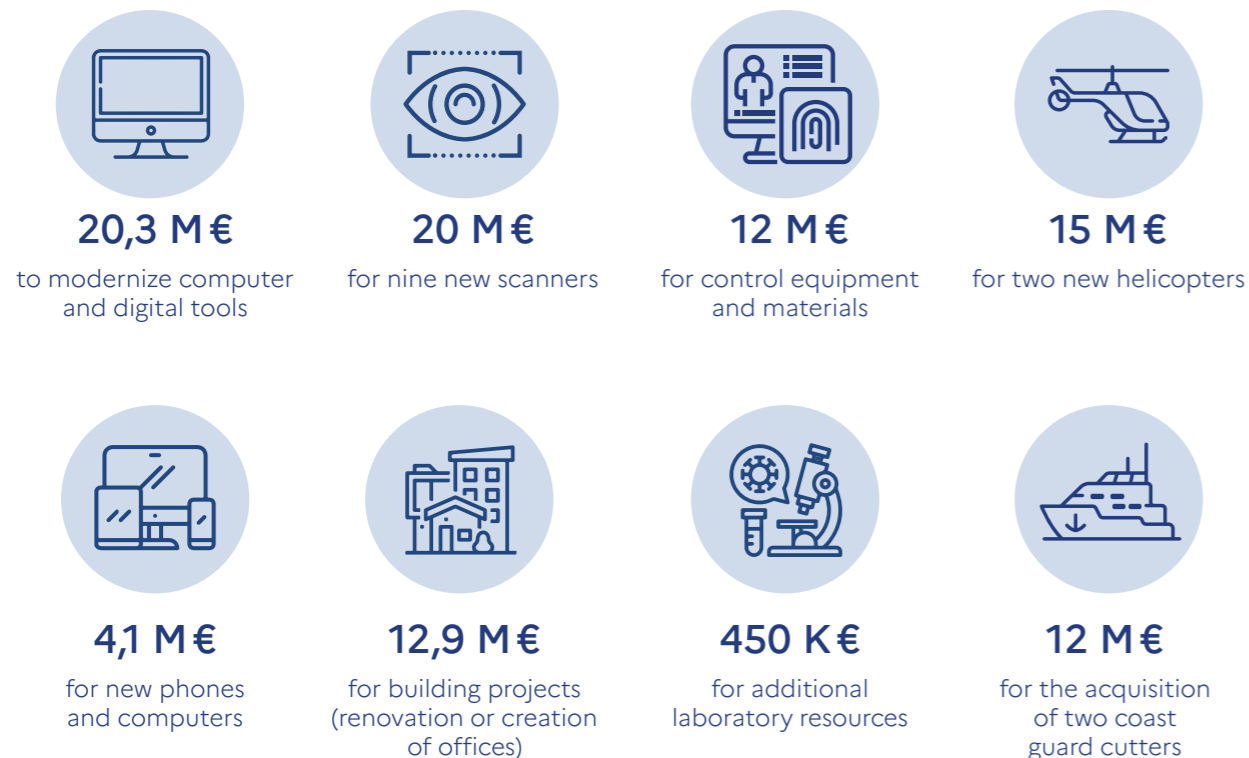 20,3 M€
to modernize computer
and digital tools
20 M€
for nine new scanners
12 M€
for control equipment
and materials
15 M€
for two new helicopters
4,1 M€
for new phones
and computers
12,9 M€
for building projects
(renovation or creation
of offices)
450 K€
for additional
laboratory resources
12 M€
for the acquisition
of two coast
guard cutters